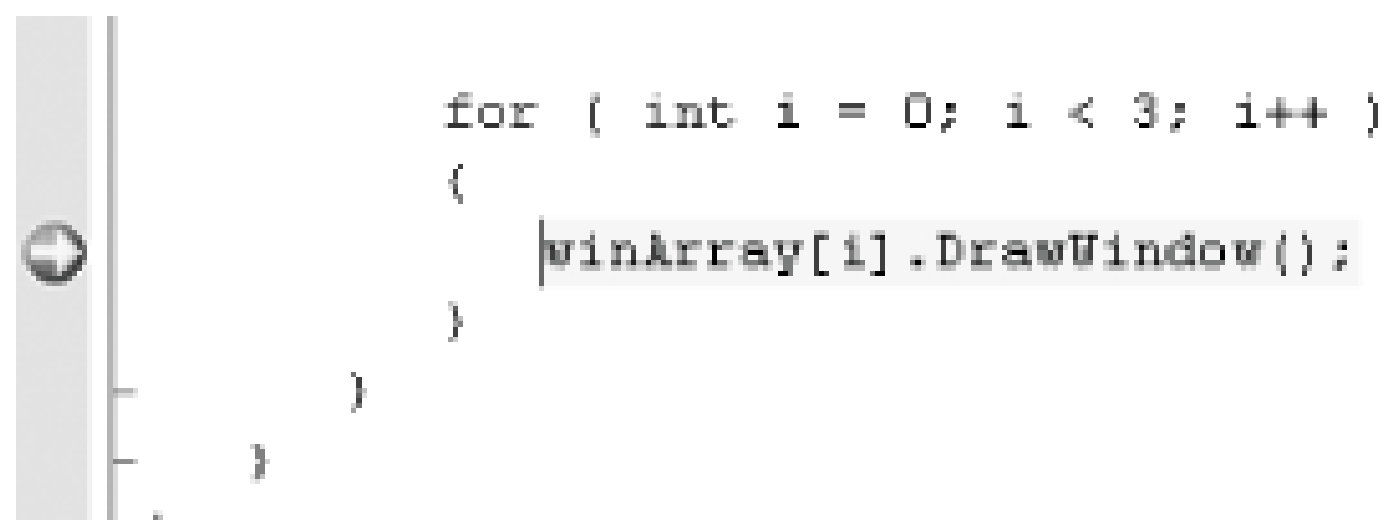 for ( int i = 0; i < 3; i++ )
{
winArray[i].DrawWindow();
}
}
}